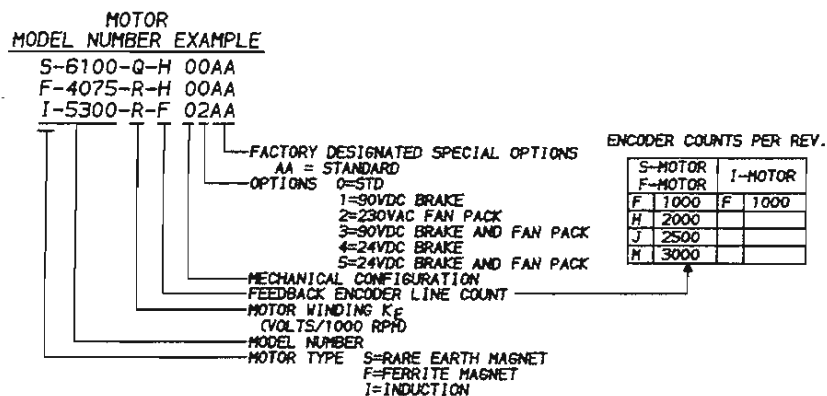 MOTOR
MODEL NUMBER EXAMPLE
S-6100-Q-H 00AA
F-4075-R-H 00AA
I-5300-R-F 02AA
FACTORY DESIGNATED SPECIAL OPTIONS
AA = STANDARD
OPTIONS 0=STD
1=90VDC BRAKE
2=230VAC FAN PACK
3=90VDC BRAKE AND FAN PACK
4=24VDC BRAKE
5=24VDC BRAKE AND FAN PACK
MECHANICAL CONFIGURATION
FEEDBACK ENCODER LINE COUNT
MOTOR WINDING KE
(VOLTS/1000 RPM)
MODEL NUMBER
MOTOR TYPE S=RARE EARTH MAGNET
F=FERRITE MAGNET
I=INDUCTION
ENCODER COUNTS PER REV.
S-MOTOR
F-MOTOR I-MOTOR
F 1000 F 1000
H 2000
J 2500
M 3000